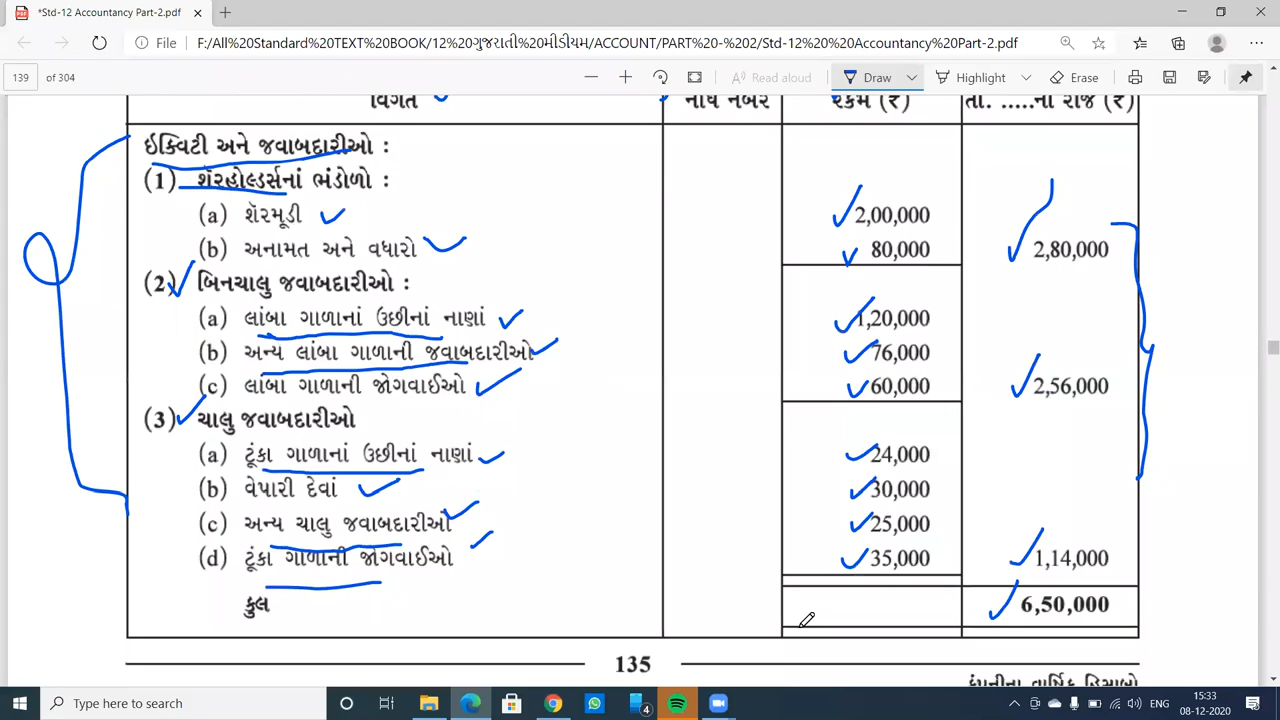 *Std-12 Accountancy Part-2.pdf
File F:/All%20Standard%20TEXT%20BOOK/12%20ગુજરાતી%20મીડીયમ/ACCOUNT/PART%20-%202/Std-12%20%20Accountancy%20Part-2.pdf
139 of 304 Read aloud Draw Highlight Erase
વિગત નોંધ નંબર રકમ (₹) તા. .....ના રોજ (₹)
ઇક્વિટી અને જવાબદારીઓ :
(1) શૅરહોલ્ડર્સનાં ભંડોળો :
(a) શૅરમૂડી 2,00,000
(b) અનામત અને વધારો 80,000 2,80,000
(2) બિનચાલુ જવાબદારીઓ :
(a) લાંબા ગાળાનાં ઉછીનાં નાણાં 1,20,000
(b) અન્ય લાંબા ગાળાની જવાબદારીઓ 76,000
(c) લાંબા ગાળાની જોગવાઈઓ 60,000 2,56,000
(3) ચાલુ જવાબદારીઓ
(a) ટૂંકા ગાળાનાં ઉછીનાં નાણાં 24,000
(b) વેપારી દેવાં 30,000
(c) અન્ય ચાલુ જવાબદારીઓ 25,000
(d) ટૂંકા ગાળાની જોગવાઈઓ 35,000 1,14,000
કુલ 6,50,000
135
કંપનીના વાર્ષિક હિસાબો
Type here to search 4 ENG 15:33
08-12-2020